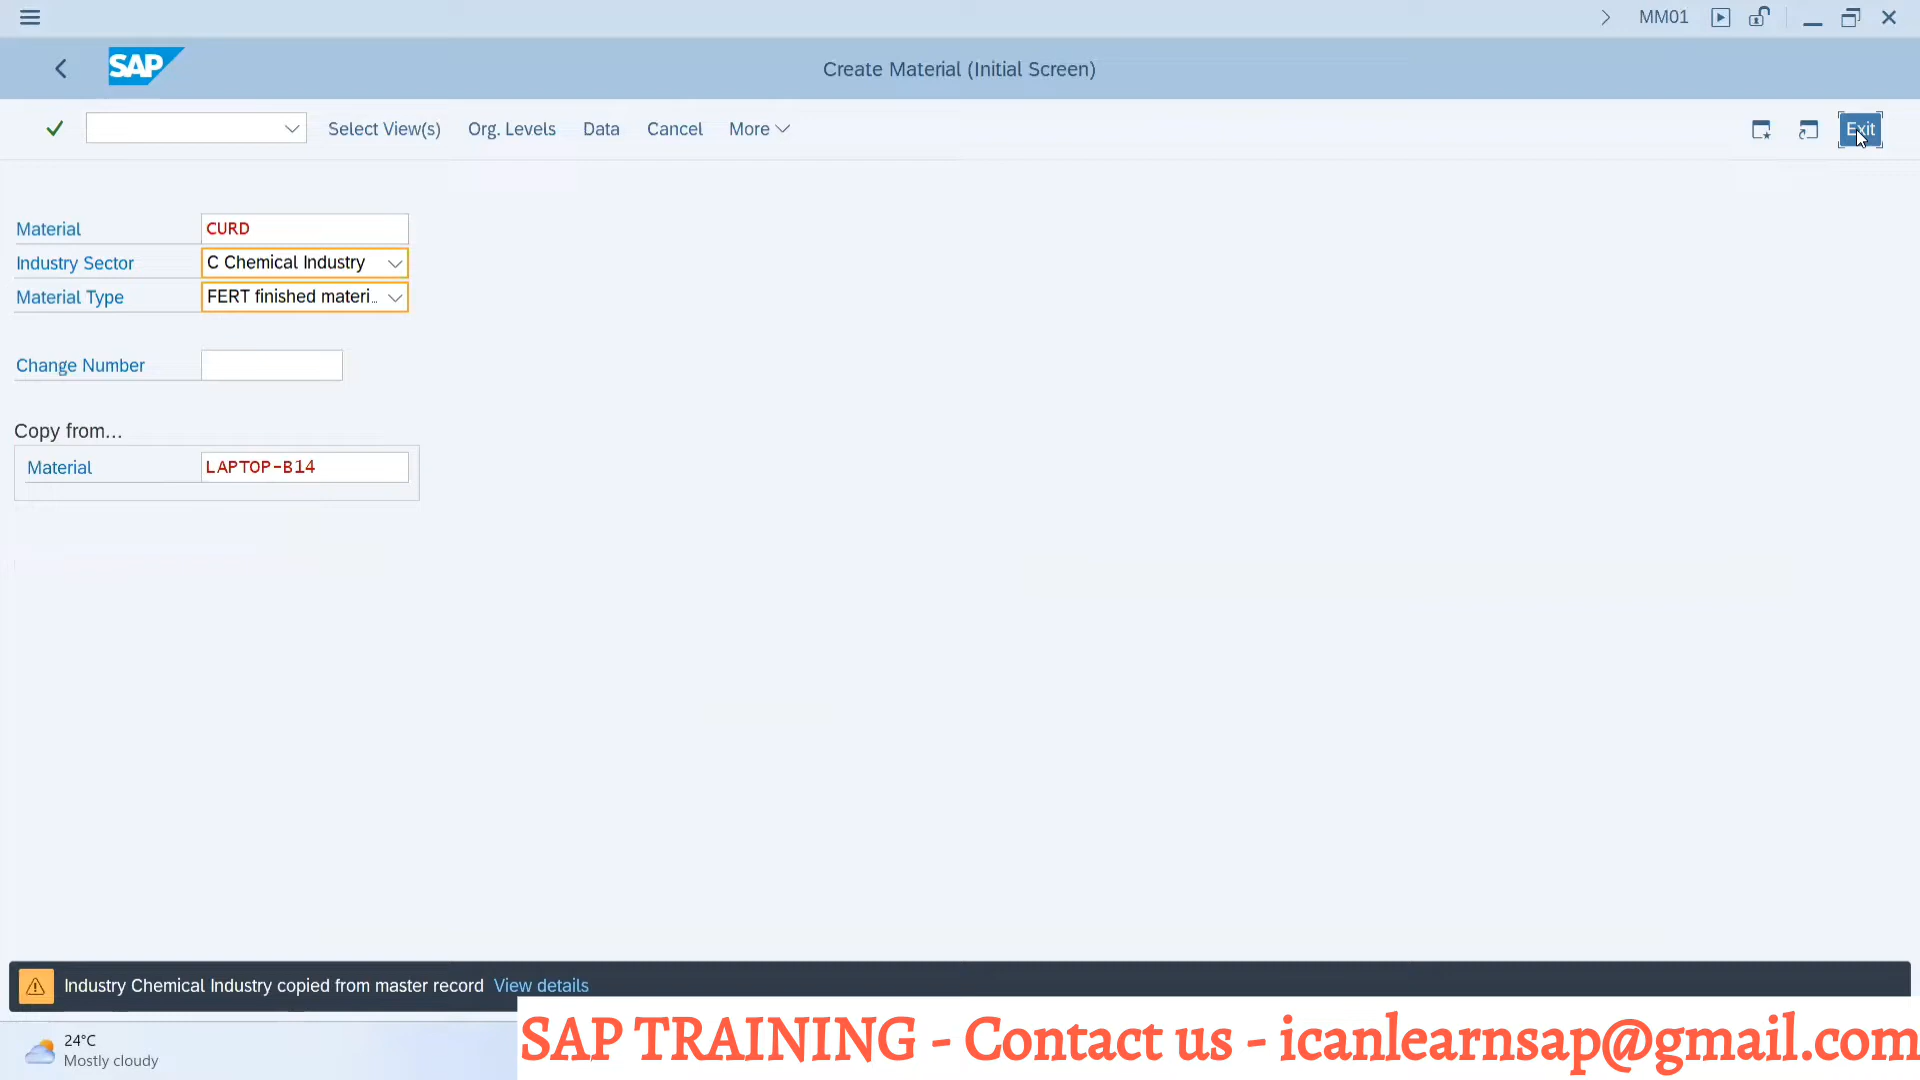 MM01
SAP
Create Material (Initial Screen)
Select View(s) Org. Levels Data Cancel More Exit
Material CURD
Industry Sector C Chemical Industry
Material Type FERT finished materi...
Change Number
Copy from...
Material LAPTOP-B14
Industry Chemical Industry copied from master record View details
24°C
Mostly cloudy
SAP TRAINING - Contact us - icanlearnsap@gmail.com